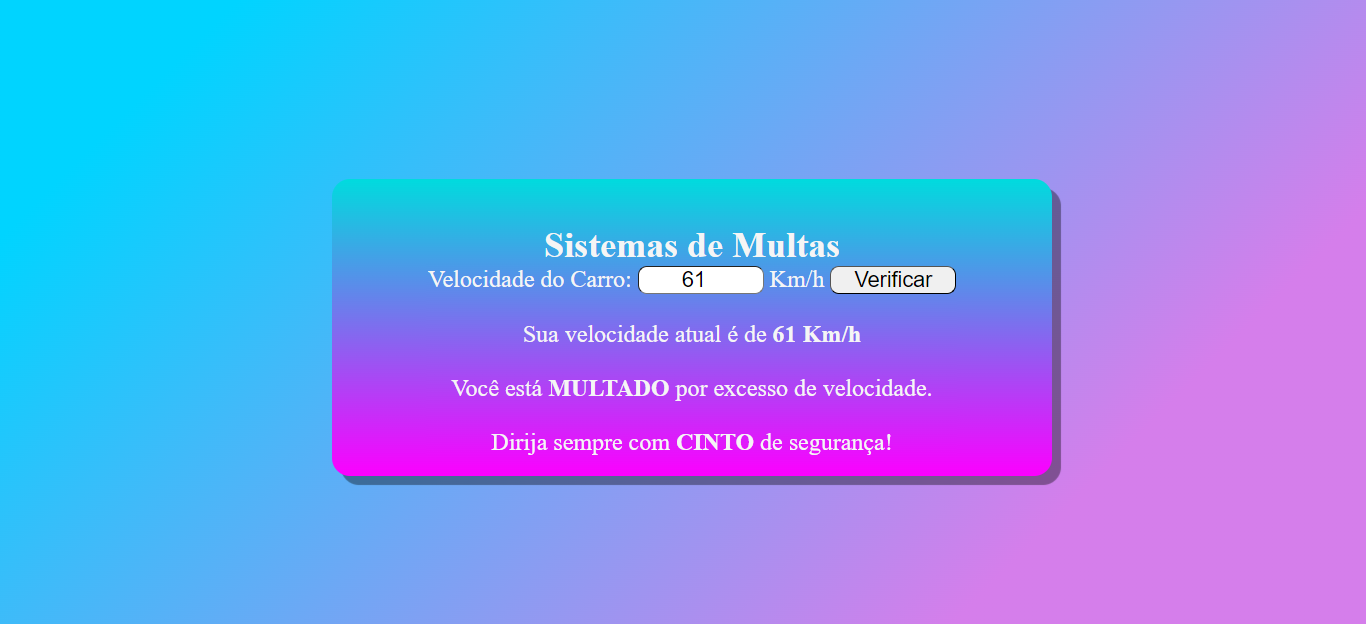 Sistemas de Multas
Velocidade do Carro: 61 Km/h Verificar
Sua velocidade atual é de 61 Km/h
Você está MULTADO por excesso de velocidade.
Dirija sempre com CINTO de segurança!